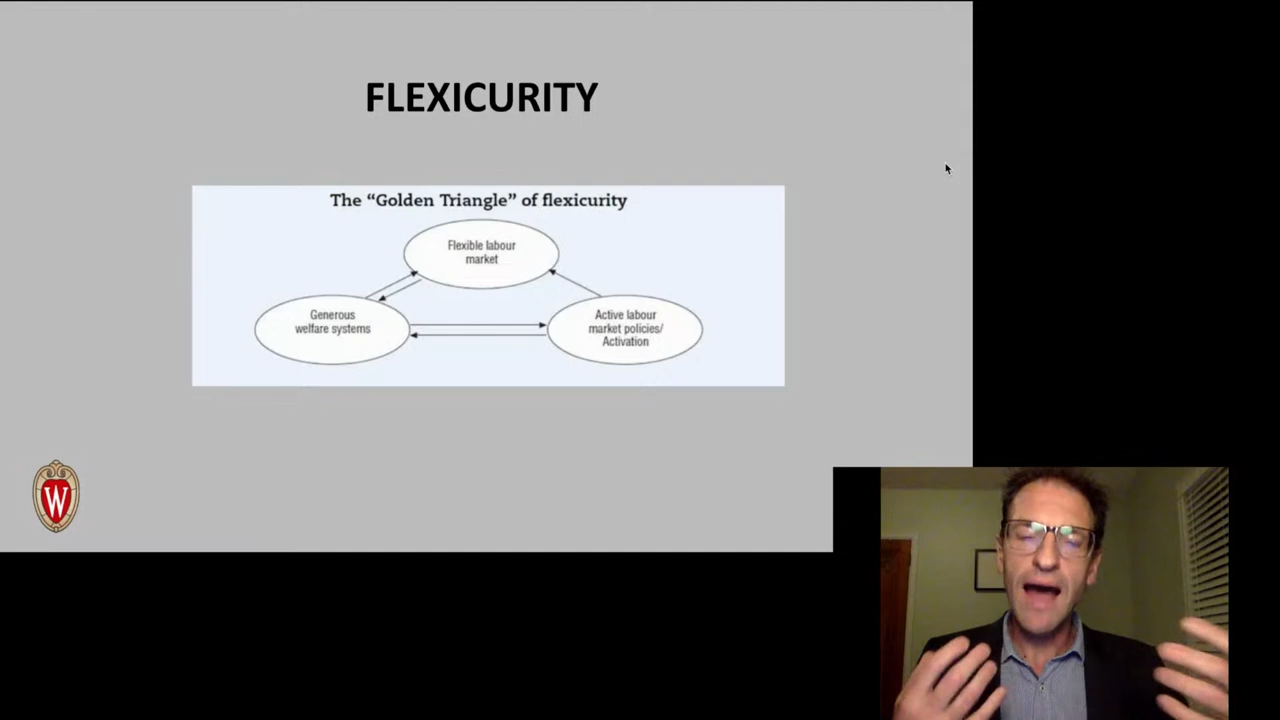 FLEXICURITY
The “Golden Triangle” of flexicurity
Flexible labour
market
Generous
welfare systems
Active labour
market policies/
Activation
W